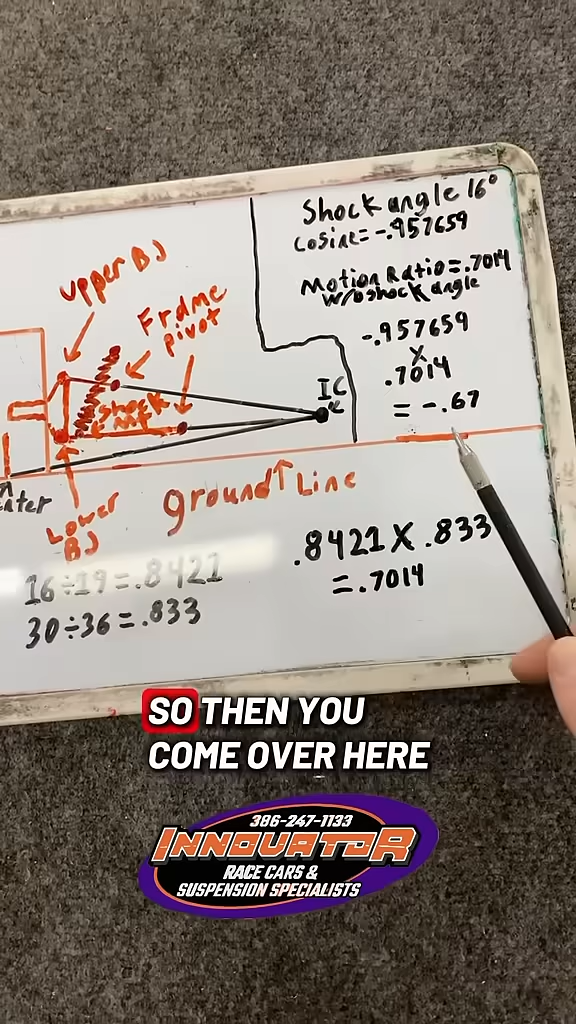 Shock angle 16°
cosine = -.957659
Motion Ratio = .7014
w/o shock angle
-.957659
X
.7014
= -.67
upper BJ
Frame
pivot
shock
IC
ground ↑ Line
Lower
BJ
16÷19=.8421
30÷36=.833
.8421 X .833
=.7014
SO THEN YOU
COME OVER HERE
386-247-1133
INNOVATOR
RACE CARS &
SUSPENSION SPECIALISTS